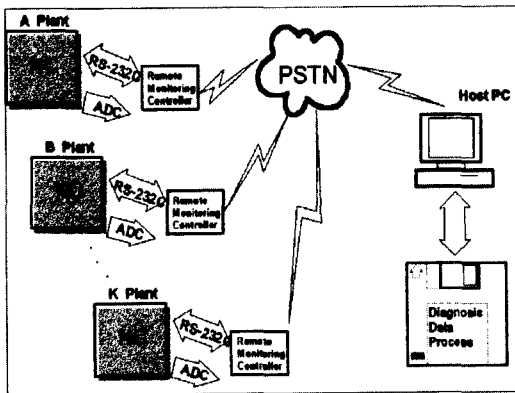 A Plant
RS-232C
ADC
Remote
Monitoring
Controller
PSTN
Host PC
B Plant
RS-232C
ADC
Remote
Monitoring
Controller
K Plant
RS-232C
ADC
Remote
Monitoring
Controller
Diagnosis
Data
Process